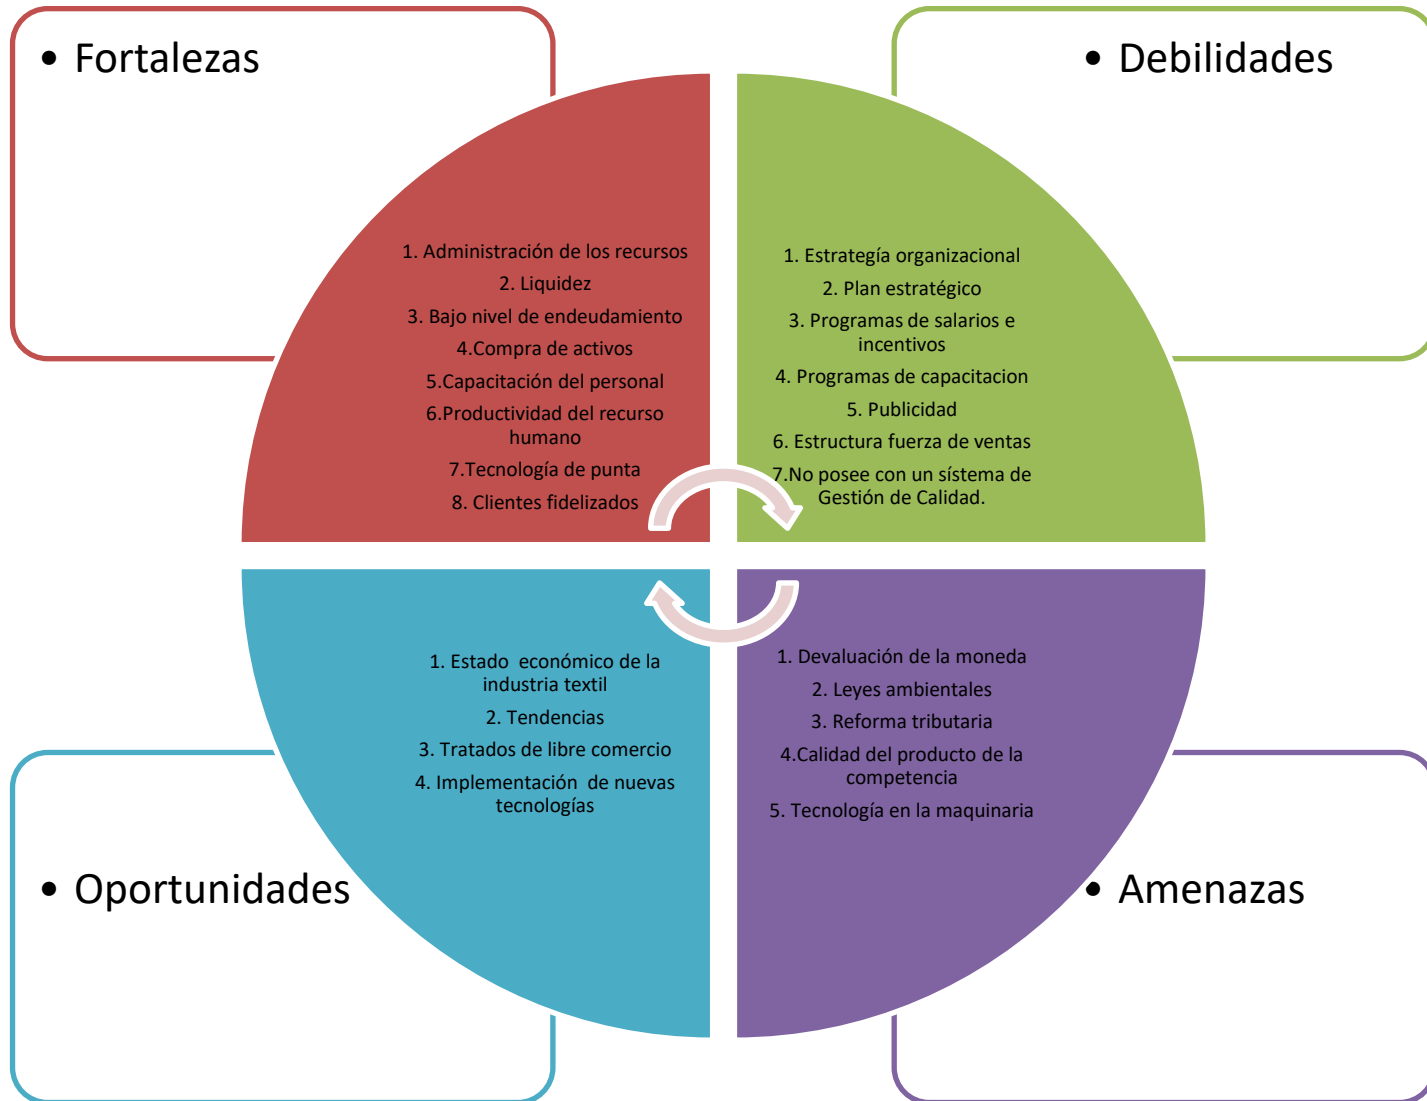 • Fortalezas
1. Administración de los recursos
2. Liquidez
3. Bajo nivel de endeudamiento
4.Compra de activos
5.Capacitación del personal
6.Productividad del recurso
humano
7.Tecnología de punta
8. Clientes fidelizados
• Debilidades
1. Estrategía organizacional
2. Plan estratégico
3. Programas de salarios e
incentivos
4. Programas de capacitacion
5. Publicidad
6. Estructura fuerza de ventas
7.No posee con un sístema de
Gestión de Calidad.
1. Estado económico de la
industria textil
2. Tendencias
3. Tratados de libre comercio
4. Implementación de nuevas
tecnologías
• Oportunidades
1. Devaluación de la moneda
2. Leyes ambientales
3. Reforma tributaria
4.Calidad del producto de la
competencia
5. Tecnología en la maquinaria
• Amenazas